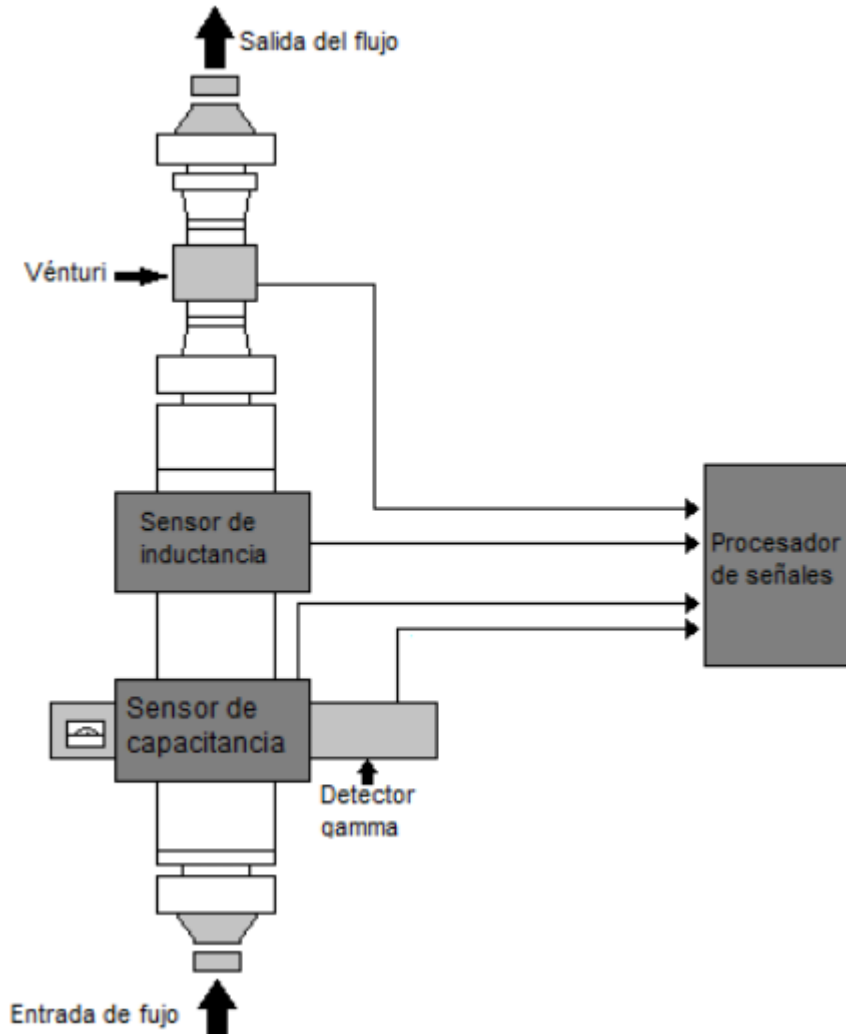 Salida del flujo
Vénturi
Sensor de
inductancia
Procesador
de señales
Sensor de
capacitancia
Detector
gamma
Entrada de fujo